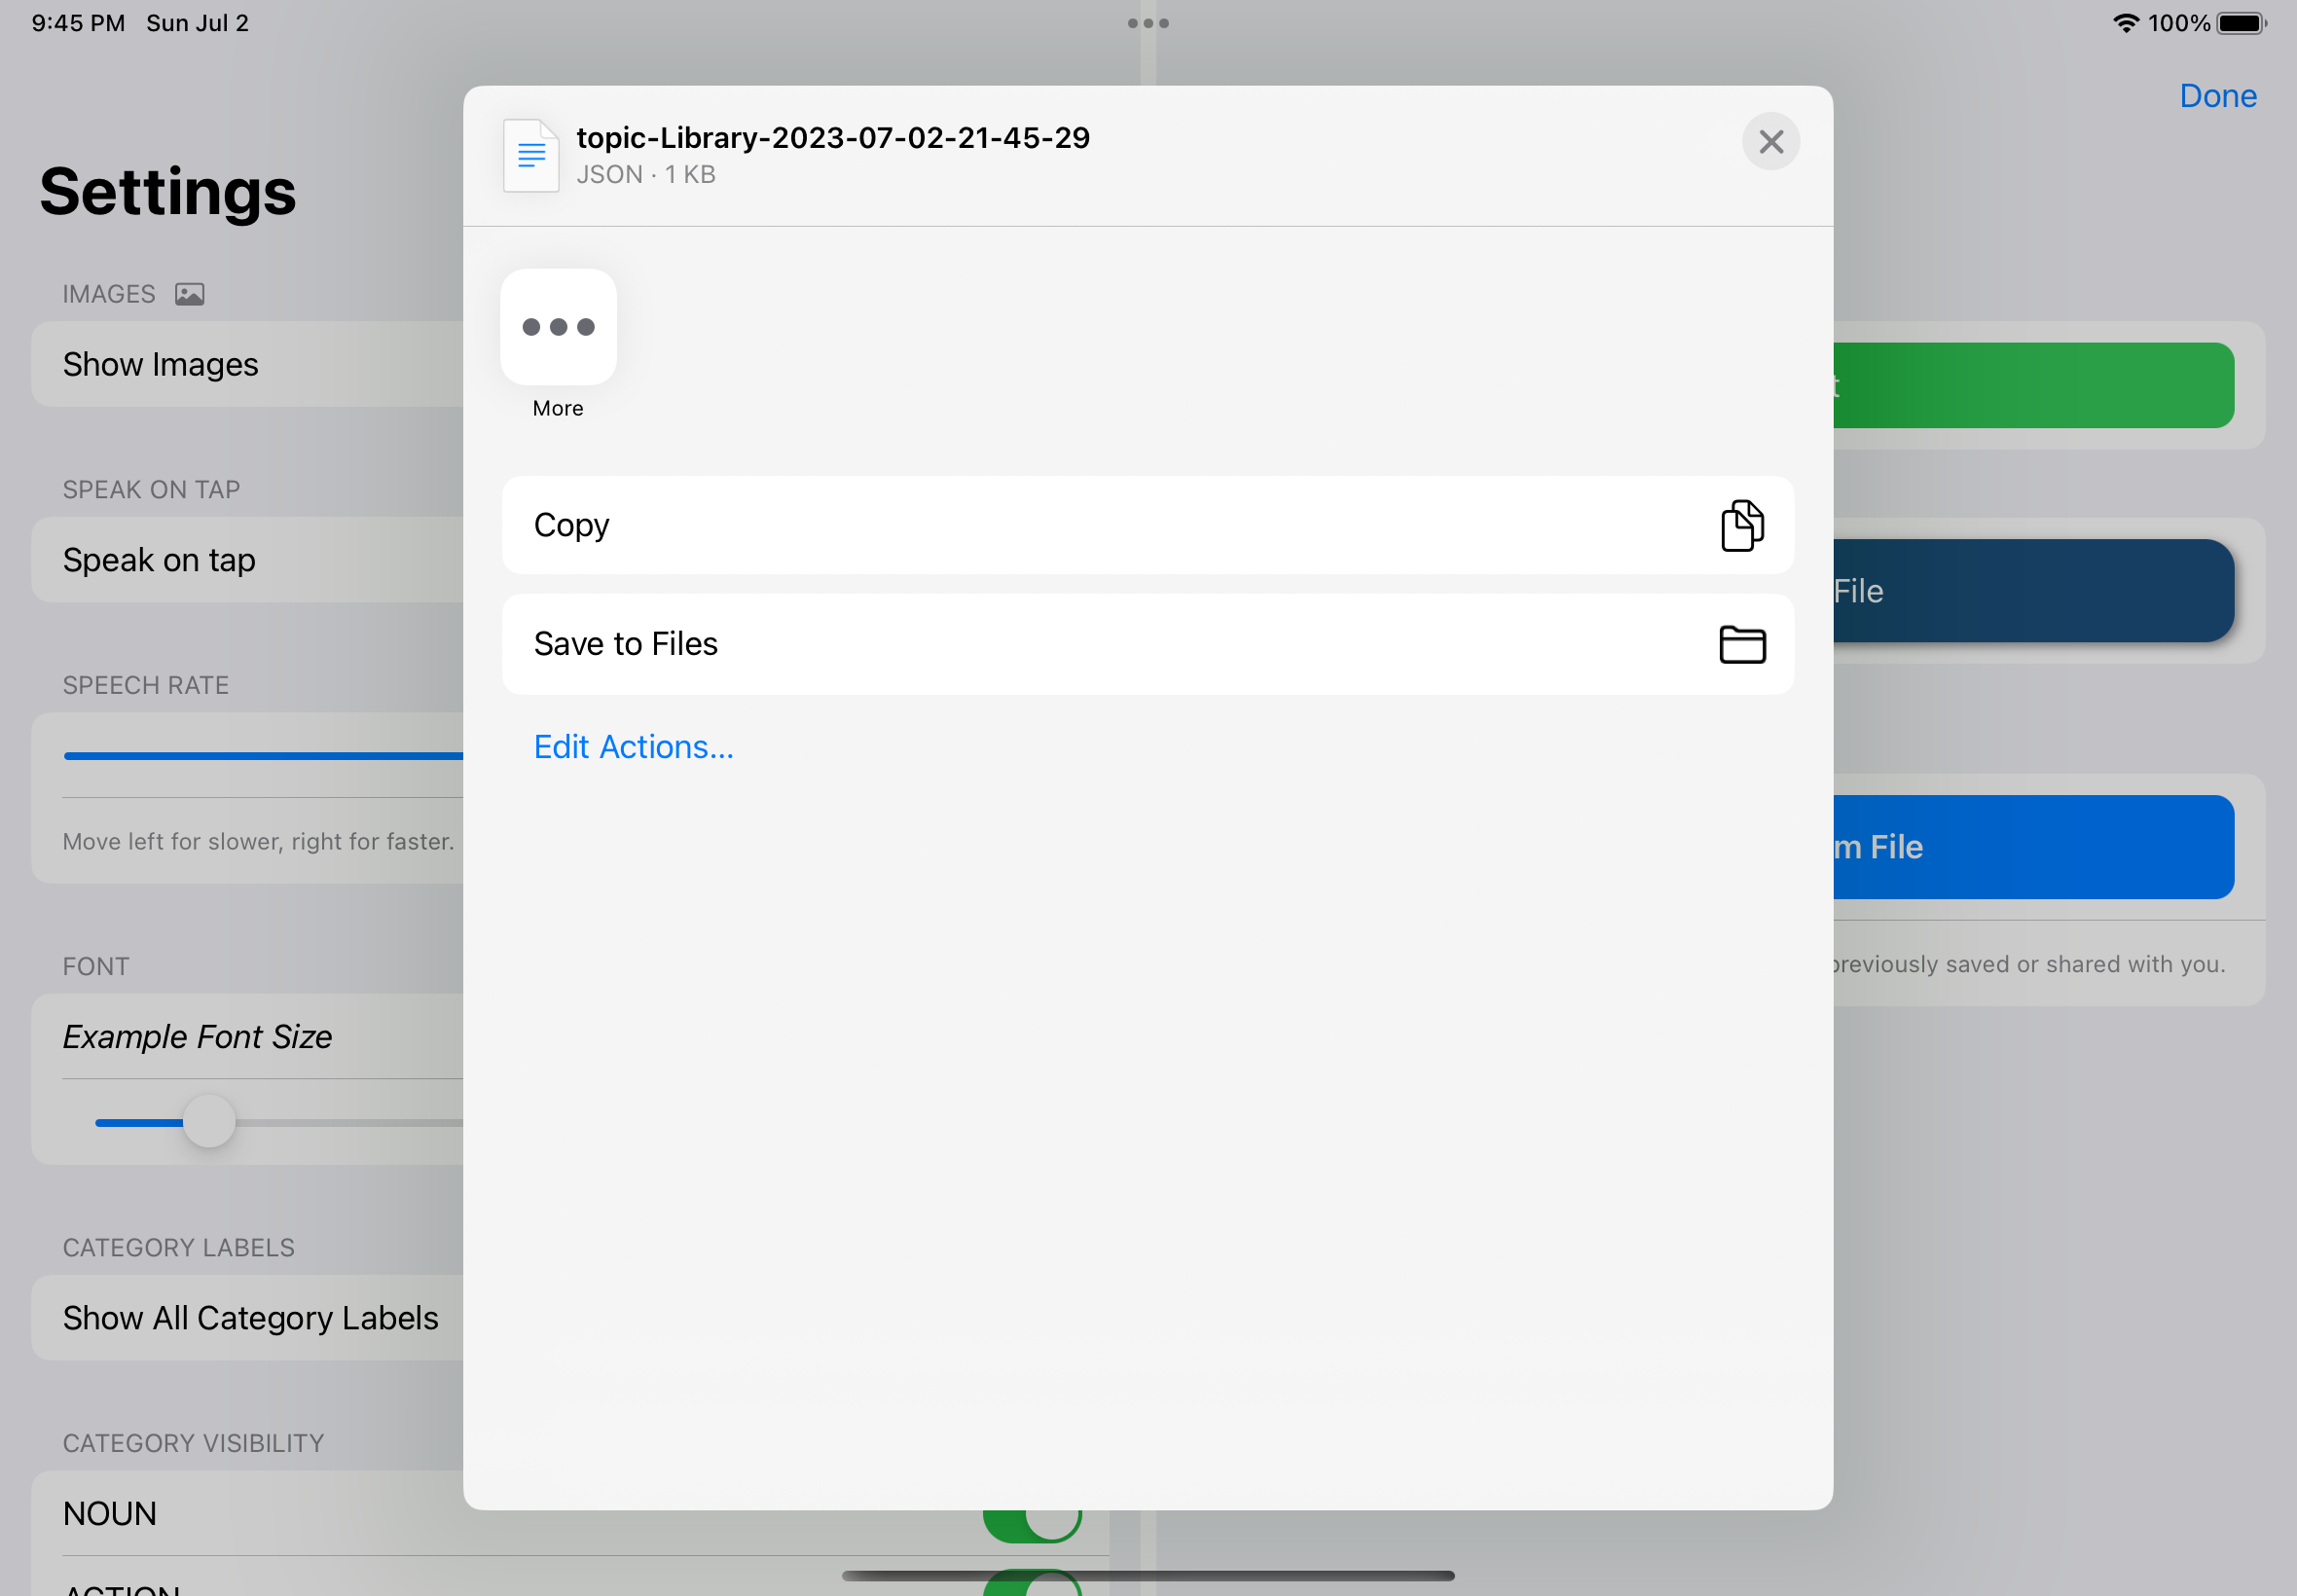 9:45 PM Sun Jul 2
100%
Done
Settings
IMAGES
Show Images
SPEAK ON TAP
Speak on tap
SPEECH RATE
Move left for slower, right for faster.
FONT
Example Font Size
CATEGORY LABELS
Show All Category Labels
CATEGORY VISIBILITY
NOUN
ACTION
topic-Library-2023-07-02-21-45-29
JSON · 1 KB
More
Copy
Save to Files
Edit Actions...
File
m File
previously saved or shared with you.